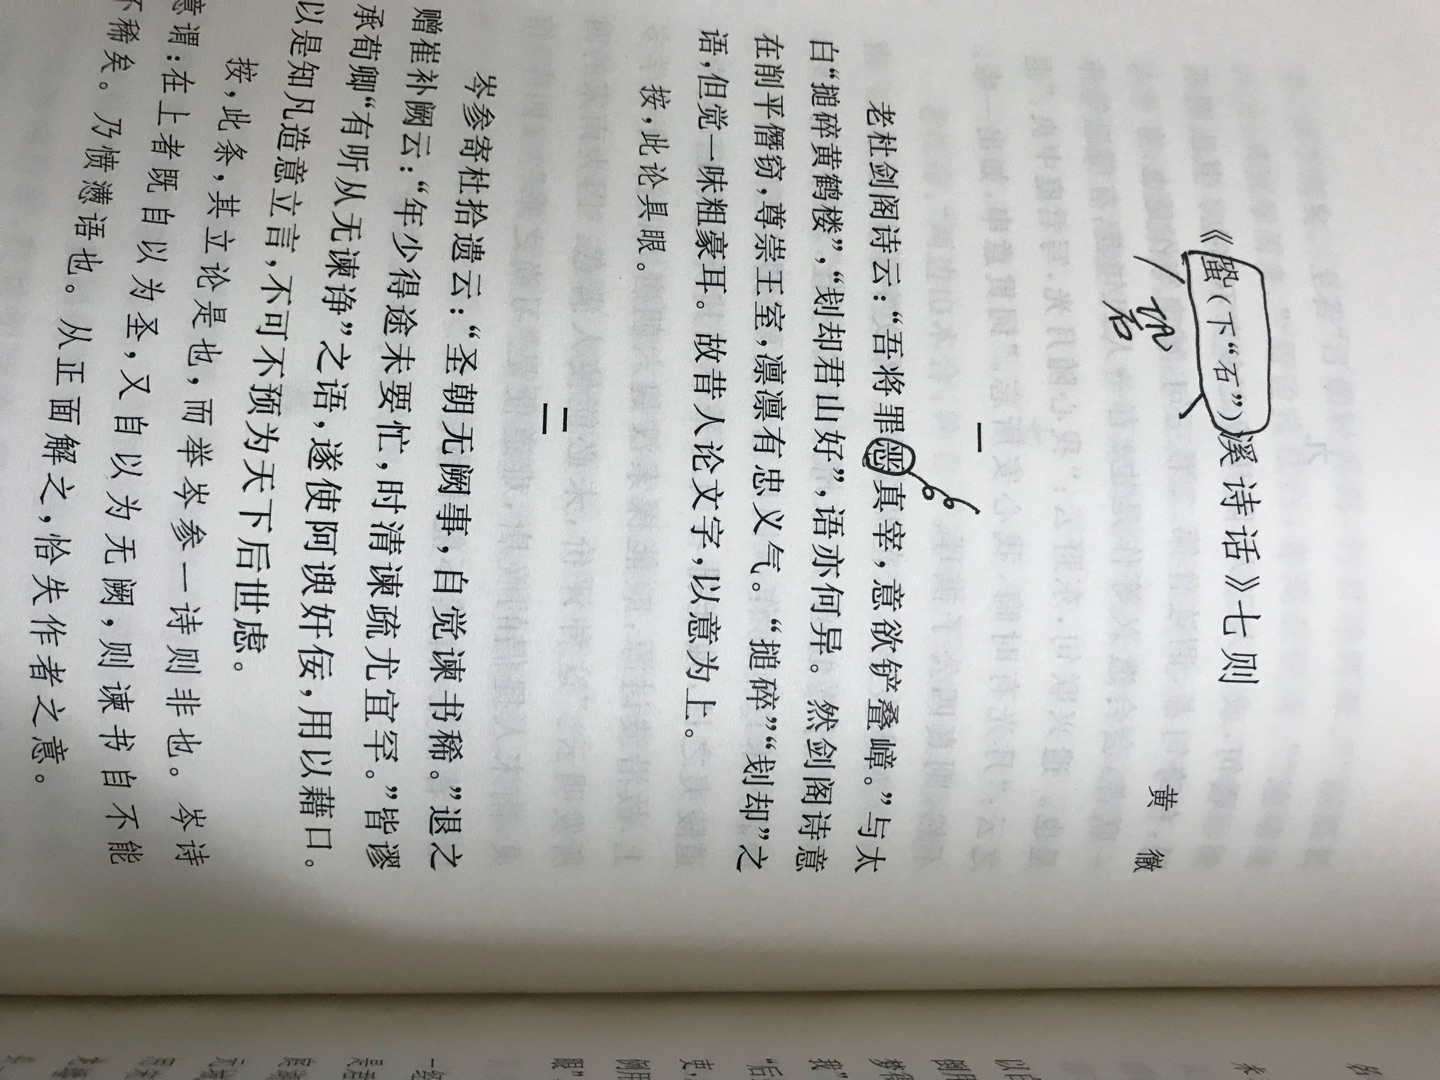 《蛩(下“石”)溪诗话》七则
巩
石
黄 徹
一
老杜剑阁诗云:“吾将罪恶真宰,意欲铲叠嶂。”与太
白“搥碎黄鹤楼”,“刬却君山好”,语亦何异。然剑阁诗意
在削平僭窃,尊崇王室,凛凛有忠义气。“搥碎”“刬却”之
语,但觉一味粗豪耳。故昔人论文字,以意为上。
按,此论具眼。
二
岑参寄杜拾遗云:“圣朝无阙事,自觉谏书稀。”退之
赠崔补阙云:“年少得途未要忙,时清谏疏尤宜罕。”皆谬
承荀卿“有听从无谏诤”之语,遂使阿谀奸佞,用以藉口。
以是知凡造意立言,不可不预为天下后世虑。
按,此条,其立论是也,而举岑参一诗则非也。岑诗
意谓:在上者既自以为圣,又自以为无阙,则谏书自不能
不稀矣。乃愤懑语也。从正面解之,恰失作者之意。